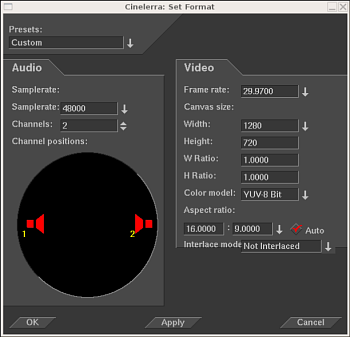 Cinelerra: Set Format
Presets:
Custom
Audio
Samplerate:
Samplerate: 48000
Channels: 2
Channel positions:
1 2
Video
Frame rate: 29.9700
Canvas size:
Width: 1280
Height: 720
W Ratio: 1.0000
H Ratio: 1.0000
Color model: YUV-8 Bit
Aspect ratio:
16.0000 : 9.0000 Auto
Interlace mode Not Interlaced
OK Apply Cancel